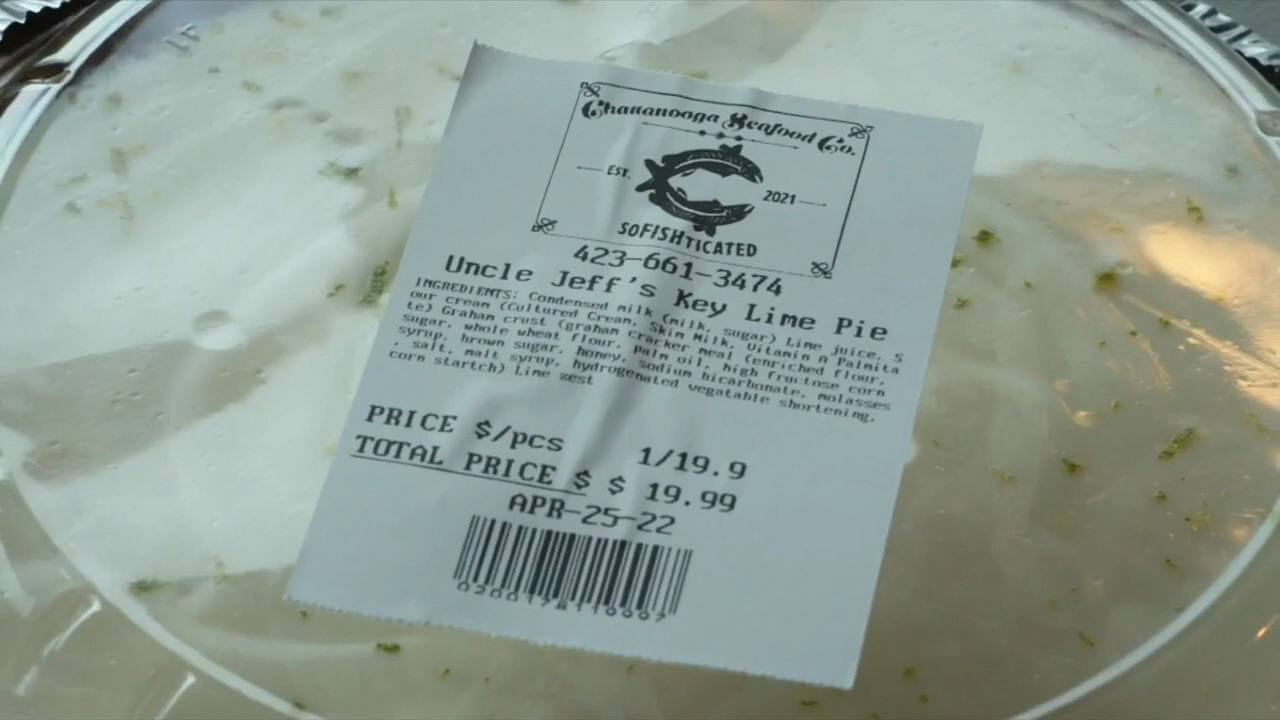 Chattanooga Seafood Co.
EST. 2021
SOFISHTICATED
423-661-3474
Uncle Jeff's Key Lime Pie
INGREDIENTS: Condensed milk (milk, sugar) Lime juice. S
our cream (Cultured Cream, Skim Milk, Vitamin A Palmita
te) Graham crust (graham cracker meal (enriched flour,
sugar, whole wheat flour, palm oil, high fructose corn
syrup, brown sugar, honey, sodium bicarbonate, molasses
, salt, malt syrup, hydrogenated vegatable shortening,
corn startch) Lime zest
PRICE $/pcs 1/19.9
TOTAL PRICE $ $ 19.99
APR-25-22